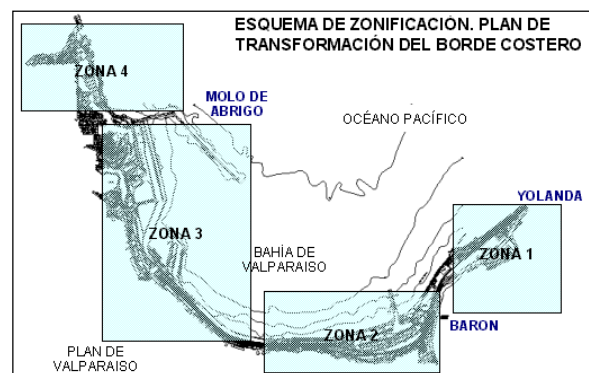 ESQUEMA DE ZONIFICACIÓN. PLAN DE
TRANSFORMACIÓN DEL BORDE COSTERO
ZONA 4
MOLO DE
ABRIGO
OCÉANO PACÍFICO
YOLANDA
ZONA 3
ZONA 1
BAHÍA DE
VALPARAISO
BARON
ZONA 2
PLAN DE
VALPARAISO